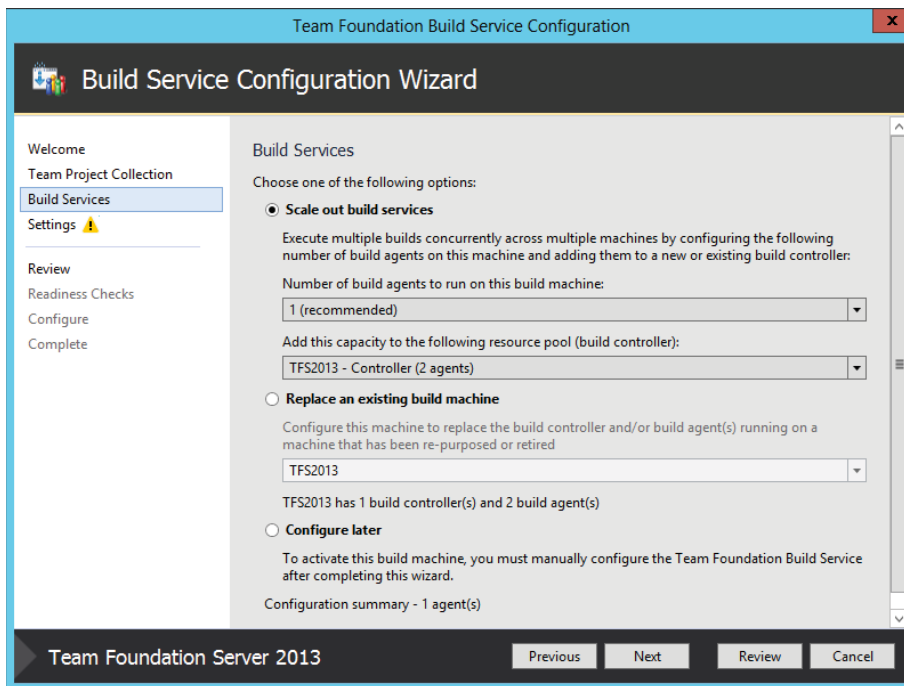 Team Foundation Build Service Configuration
x
Build Service Configuration Wizard
Welcome
Team Project Collection
Build Services
Settings
Review
Readiness Checks
Configure
Complete
Build Services
Choose one of the following options:
Scale out build services
Execute multiple builds concurrently across multiple machines by configuring the following
number of build agents on this machine and adding them to a new or existing build controller:
Number of build agents to run on this build machine:
1 (recommended)
Add this capacity to the following resource pool (build controller):
TFS2013 - Controller (2 agents)
Replace an existing build machine
Configure this machine to replace the build controller and/or build agent(s) running on a
machine that has been re-purposed or retired
TFS2013
TFS2013 has 1 build controller(s) and 2 build agent(s)
Configure later
To activate this build machine, you must manually configure the Team Foundation Build Service
after completing this wizard.
Configuration summary - 1 agent(s)
Team Foundation Server 2013
Previous
Next
Review
Cancel